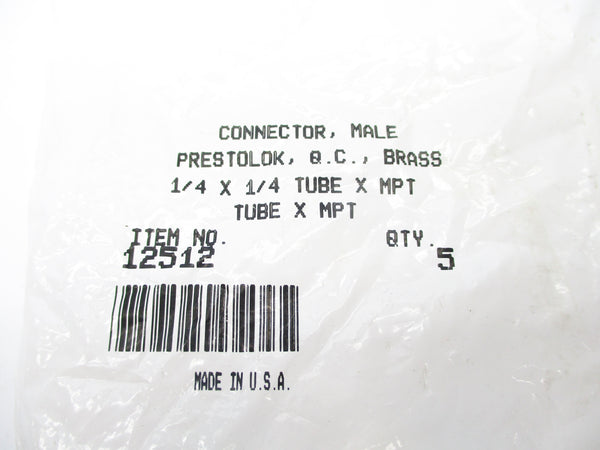 CONNECTOR, MALE
PRESTOLOK, Q.C., BRASS
1/4 X 1/4 TUBE X MPT
TUBE X MPT
ITEM NO. QTY.
12512 5
MADE IN U.S.A.